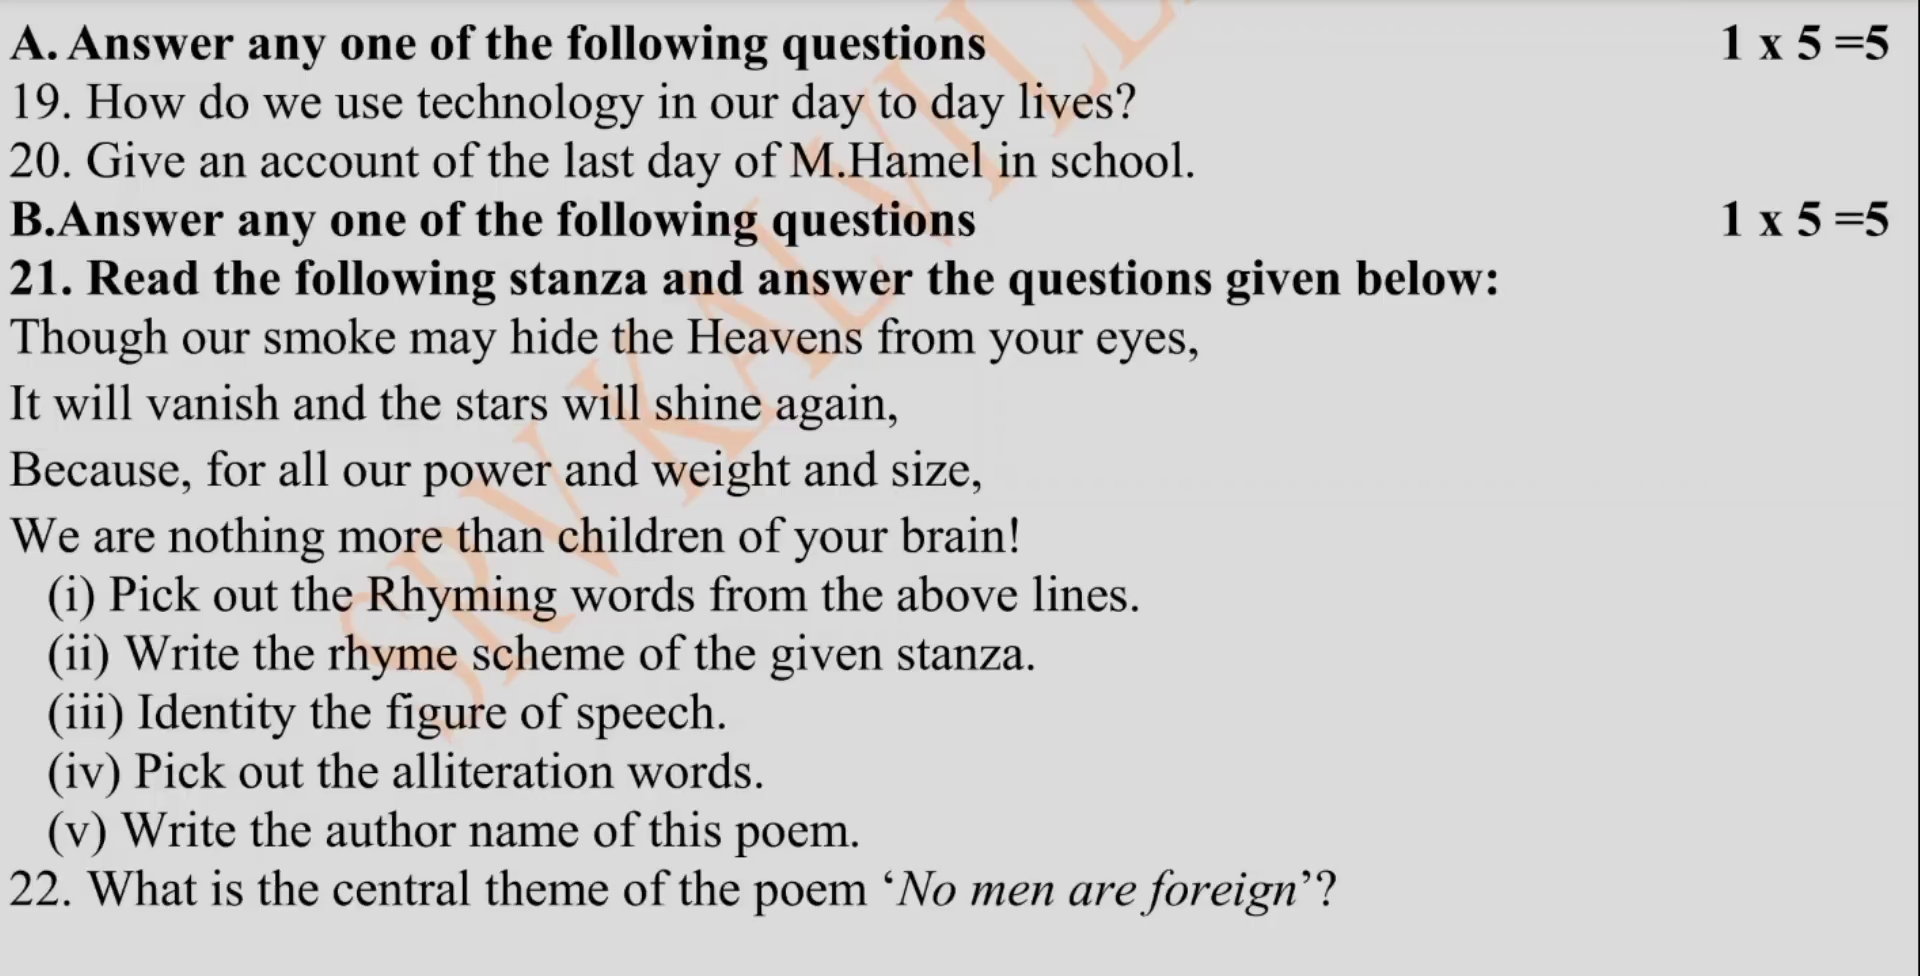 A. Answer any one of the following questions 1 x 5 =5
19. How do we use technology in our day to day lives?
20. Give an account of the last day of M.Hamel in school.
B.Answer any one of the following questions 1 x 5 =5
21. Read the following stanza and answer the questions given below:
Though our smoke may hide the Heavens from your eyes,
It will vanish and the stars will shine again,
Because, for all our power and weight and size,
We are nothing more than children of your brain!
(i) Pick out the Rhyming words from the above lines.
(ii) Write the rhyme scheme of the given stanza.
(iii) Identity the figure of speech.
(iv) Pick out the alliteration words.
(v) Write the author name of this poem.
22. What is the central theme of the poem ‘No men are foreign’?
SRV KALVI